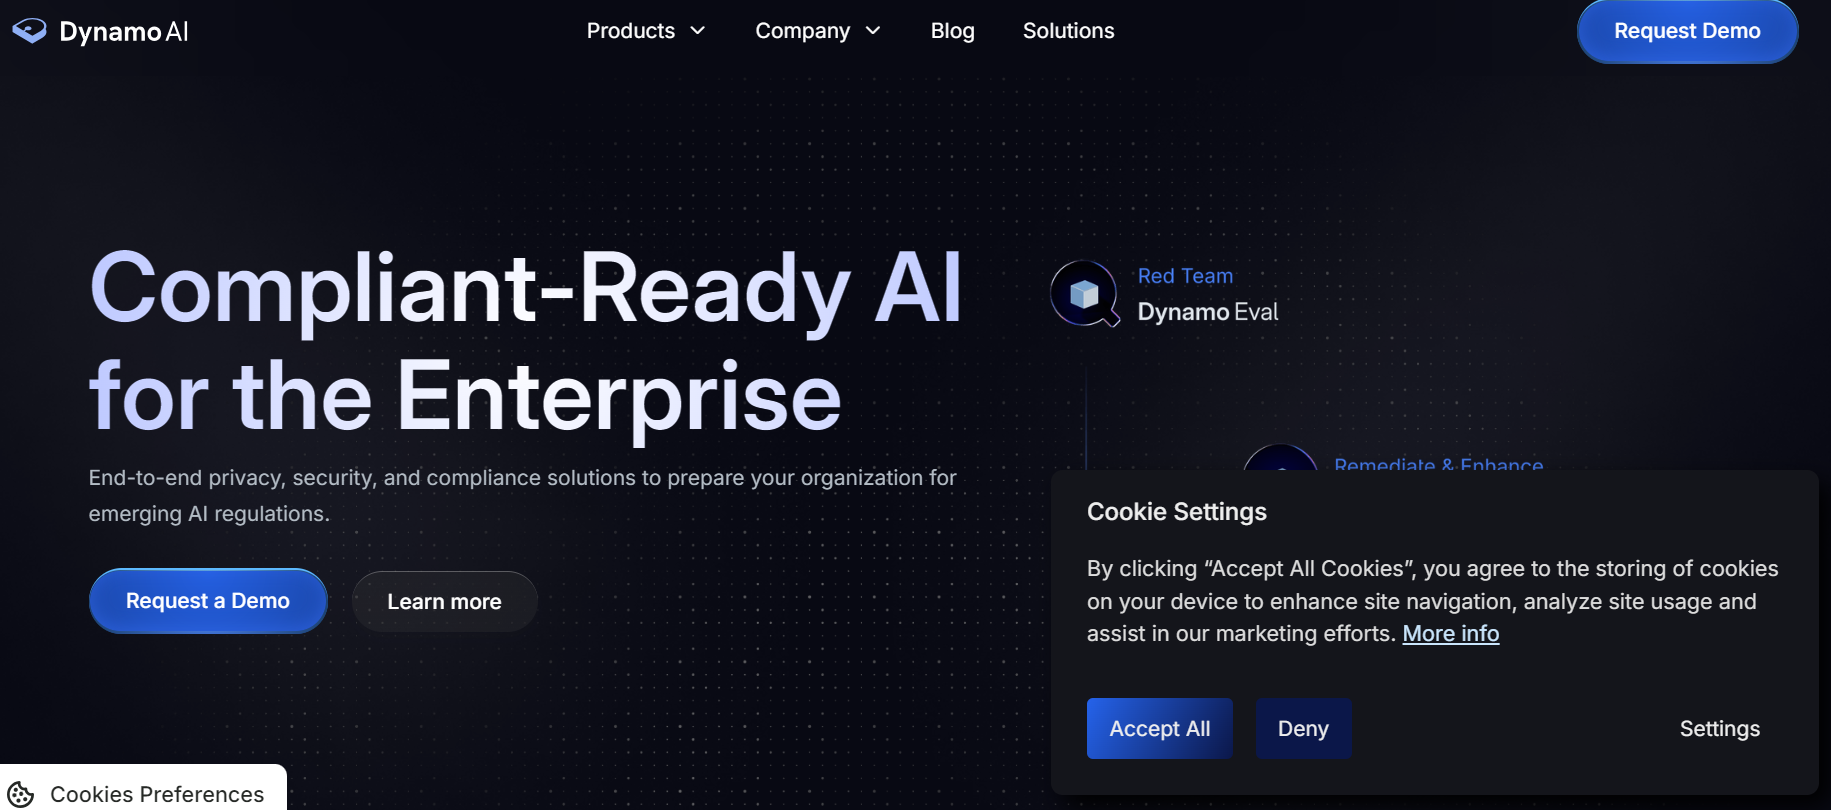 Dynamo AI
Products
Company
Blog
Solutions
Request Demo
Compliant-Ready AI
for the Enterprise
End-to-end privacy, security, and compliance solutions to prepare your organization for
emerging AI regulations.
Request a Demo
Learn more
Red Team
Dynamo Eval
Remediate & Enhance
Cookie Settings
By clicking “Accept All Cookies”, you agree to the storing of cookies
on your device to enhance site navigation, analyze site usage and
assist in our marketing efforts. More info
Accept All
Deny
Settings
Cookies Preferences